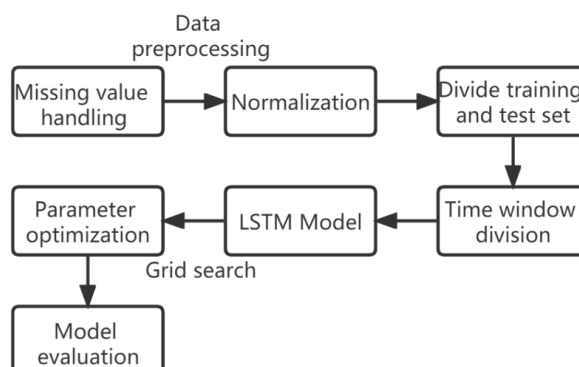 Data
preprocessing
Missing value
handling
Normalization
Divide training
and test set
Parameter
optimization
LSTM Model
Time window
division
Grid search
Model
evaluation